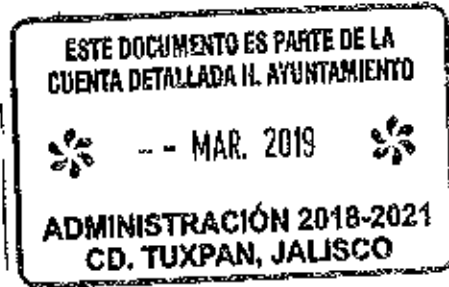 ESTE DOCUMENTO ES PARTE DE LA
CUENTA DETALLADA H. AYUNTAMIENTO
-- MAR. 2019
ADMINISTRACIÓN 2018-2021
CD. TUXPAN, JALISCO